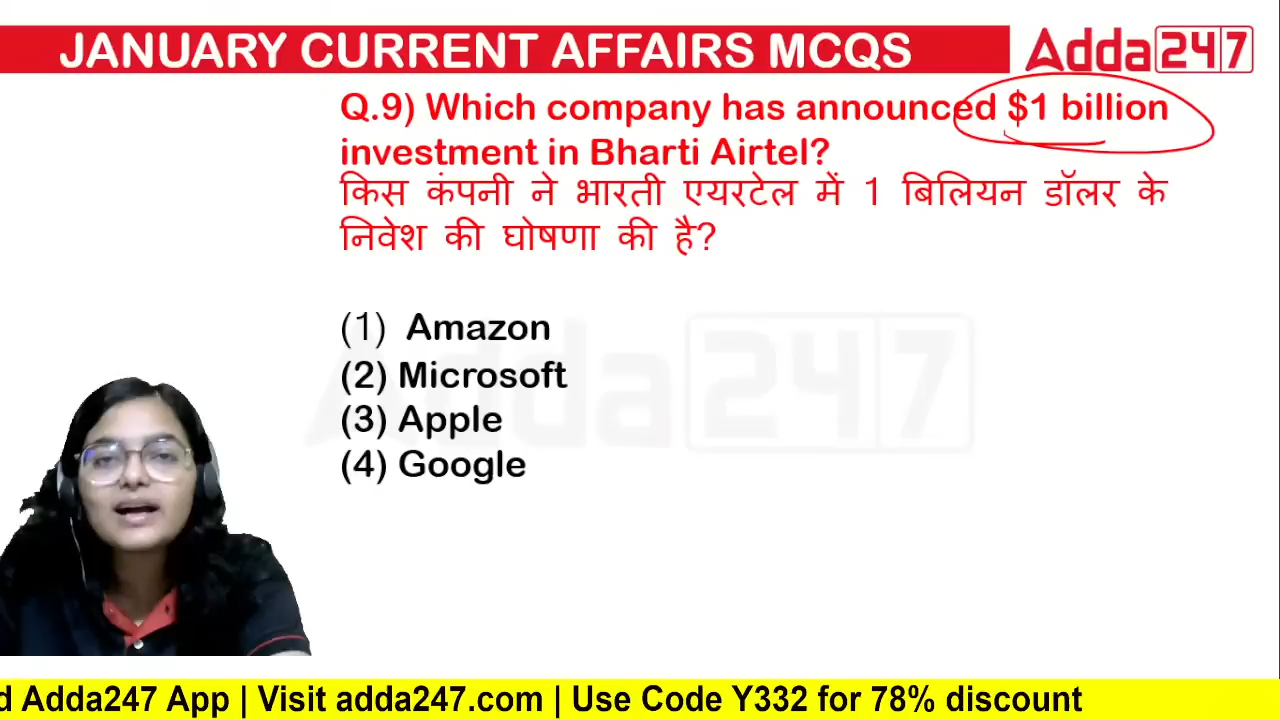 JANUARY CURRENT AFFAIRS MCQS
Adda247
Q.9) Which company has announced $1 billion
investment in Bharti Airtel?
किस कंपनी ने भारती एयरटेल में 1 बिलियन डॉलर के
निवेश की घोषणा की है?
(1) Amazon
(2) Microsoft
(3) Apple
(4) Google
Adda247
d Adda247 App | Visit adda247.com | Use Code Y332 for 78% discount